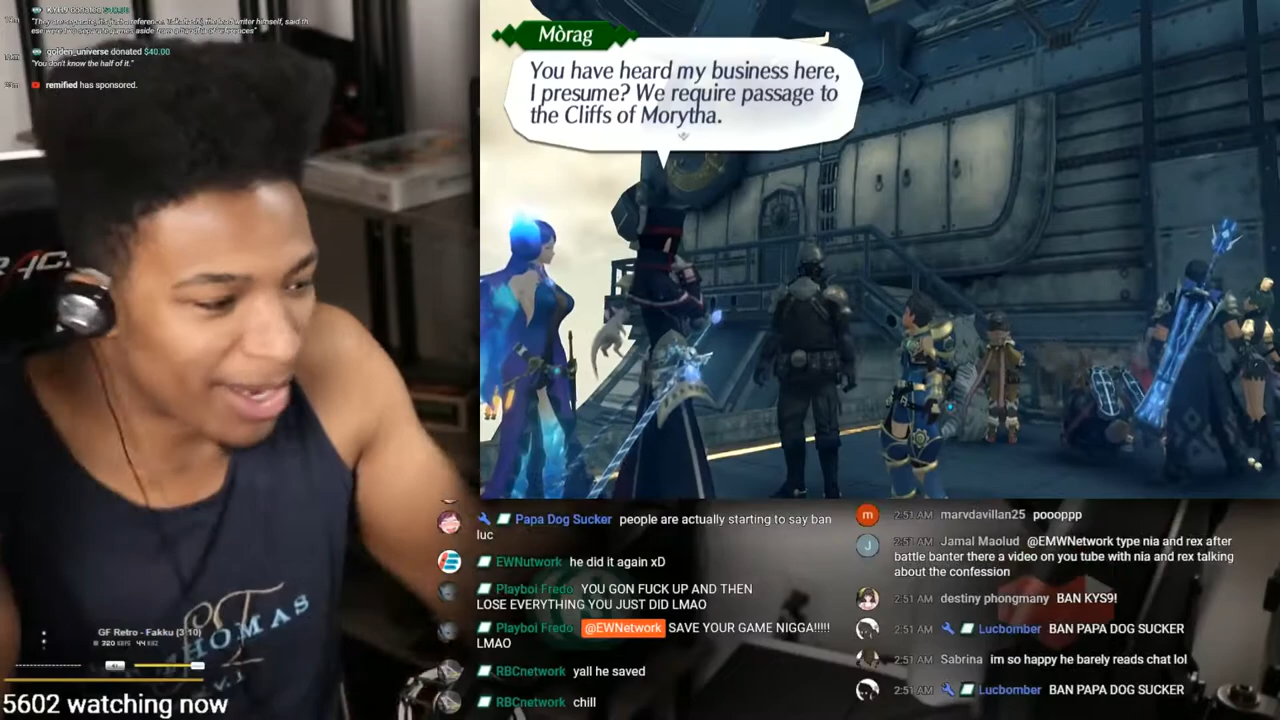 KYE19 donated $10.00
golden_universe donated $40.00
"You don't know the half of it."
remified has sponsored.
Mòrag
You have heard my business here,
I presume? We require passage to
the Cliffs of Morytha.
ST
THOMAS
GF Retro - Fakku (3:10)
5602 watching now
Papa Dog Sucker people are actually starting to say ban
luc
EWNutwork he did it again xD
Playboi Fredo YOU GON FUCK UP AND THEN
LOSE EVERYTHING YOU JUST DID LMAO
Playboi Fredo @EWNetwork SAVE YOUR GAME NIGGA!!!!!
LMAO
RBCnetwork yall he saved
RBCnetwork chill
m
2:51 AM marvdavillan25 poooppp
J
2:51 AM Jamal Maolud @EMWNetwork type nia and rex after
battle banter there a video on you tube with nia and rex talking
about the confession
2:51 AM destiny phongmany BAN KYS9!
2:51 AM Lucbomber BAN PAPA DOG SUCKER
2:51 AM Sabrina im so happy he barely reads chat lol
2:51 AM Lucbomber BAN PAPA DOG SUCKER